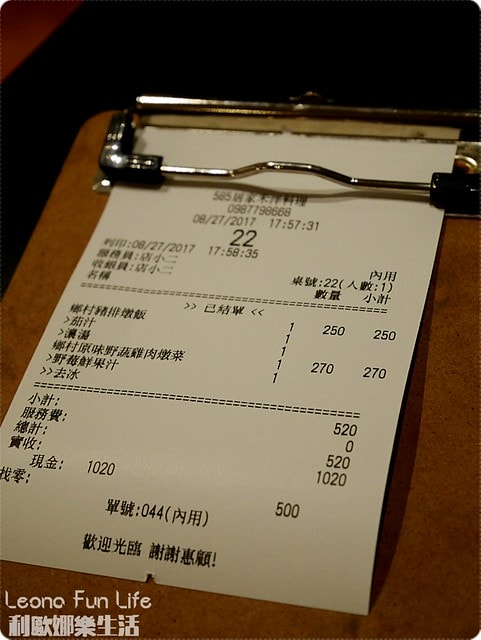 585居家禾洋料理
0987798668
08/27/2017 17:57:31
22
列印:08/27/2017 17:58:35
服務員:店小二 內用
收銀員:店小二 桌號:22(人數:1)
名稱 數量 小計
>> 已結單 <<
鄉村豬排燉飯 1 250 250
>茄汁 1
>濃湯 1
鄉村原味野蔬雞肉燉菜 1 270 270
>野莓鮮果汁 1
>>去冰 1
小計: 520
服務費: 0
總計: 520
實收: 1020
現金: 1020
找零: 500
單號:044(內用)
歡迎光臨 謝謝惠顧!
Leono Fun Life
利歐娜樂生活